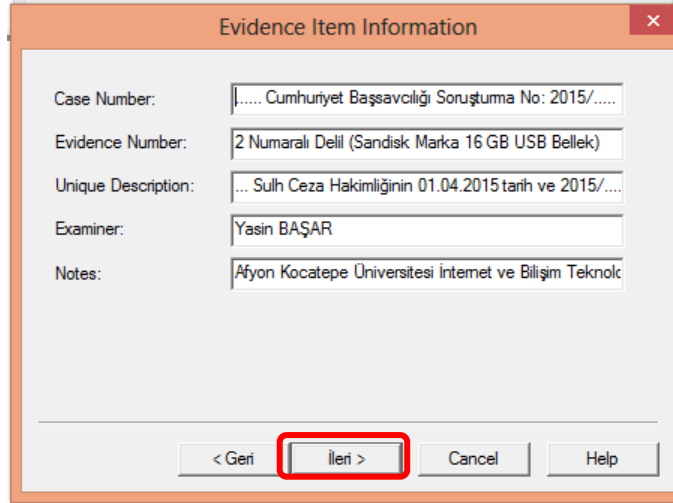 Evidence Item Information
Case Number: ...... Cumhuriyet Başsavcılığı Soruşturma No: 2015/.....
Evidence Number: 2 Numaralı Delil (Sandisk Marka 16 GB USB Bellek)
Unique Description: ... Sulh Ceza Hakimliğinin 01.04.2015 tarih ve 2015/....
Examiner: Yasin BAŞAR
Notes: Afyon Kocatepe Üniversitesi İnternet ve Bilişim Teknolo
< Geri İleri > Cancel Help